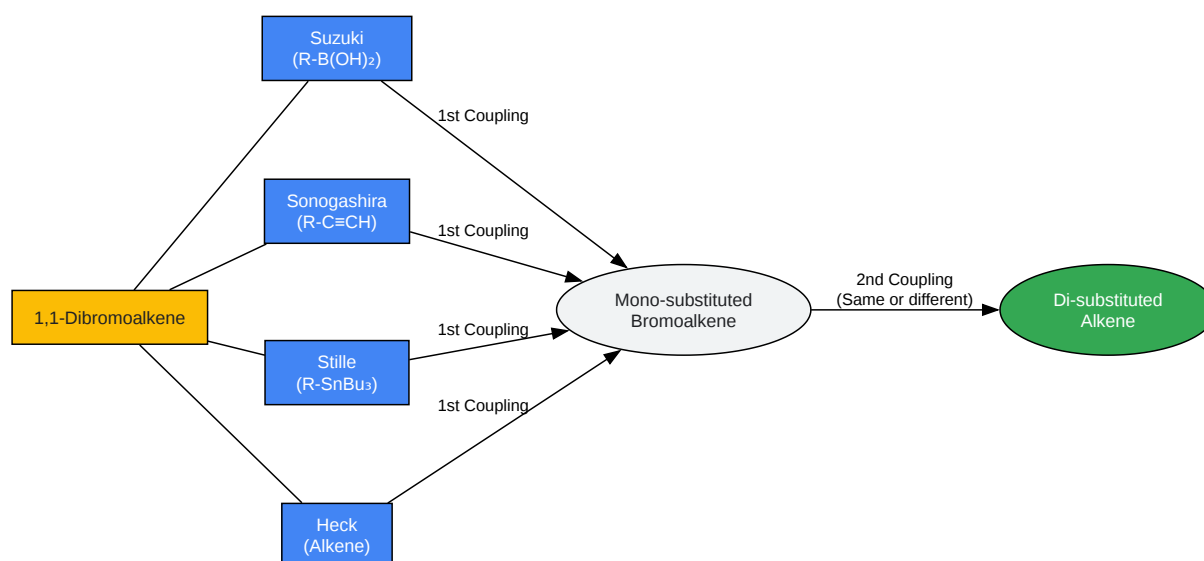 Suzuki
(R-B(OH)₂)
1st Coupling
Sonogashira
(R-C≡CH)
1st Coupling
1,1-Dibromoalkene
Mono-substituted
Bromoalkene
2nd Coupling
(Same or different)
Di-substituted
Alkene
1st Coupling
Stille
(R-SnBu₃)
1st Coupling
Heck
(Alkene)